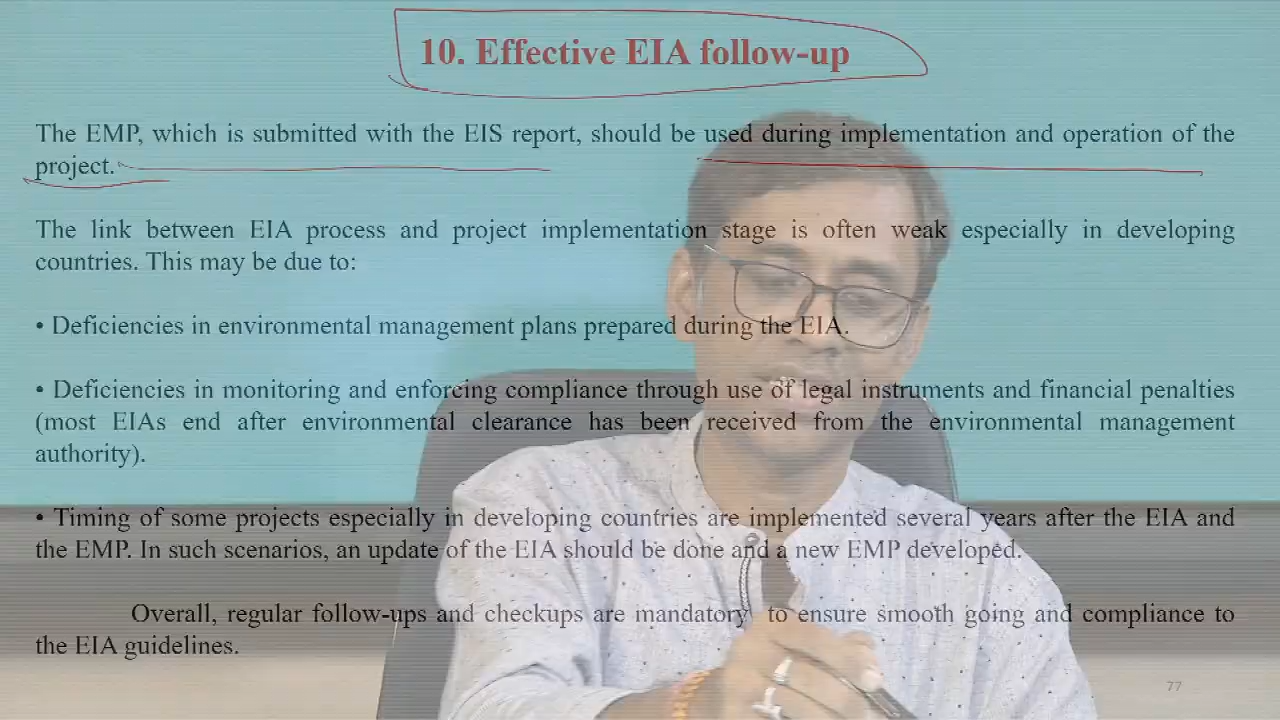 10. Effective EIA follow-up
The EMP, which is submitted with the EIS report, should be used during implementation and operation of the
project.
The link between EIA process and project implementation stage is often weak especially in developing
countries. This may be due to:
• Deficiencies in environmental management plans prepared during the EIA.
• Deficiencies in monitoring and enforcing compliance through use of legal instruments and financial penalties
(most EIAs end after environmental clearance has been received from the environmental management
authority).
• Timing of some projects especially in developing countries are implemented several years after the EIA and
the EMP. In such scenarios, an update of the EIA should be done and a new EMP developed.
Overall, regular follow-ups and checkups are mandatory to ensure smooth going and compliance to
the EIA guidelines.
77